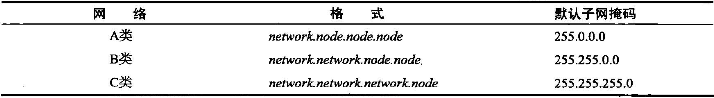 网 络 格 式 默认子网掩码
A类 network.node.node.node 255.0.0.0
B类 network.network.node.node 255.255.0.0
C类 network.network.network.node 255.255.255.0